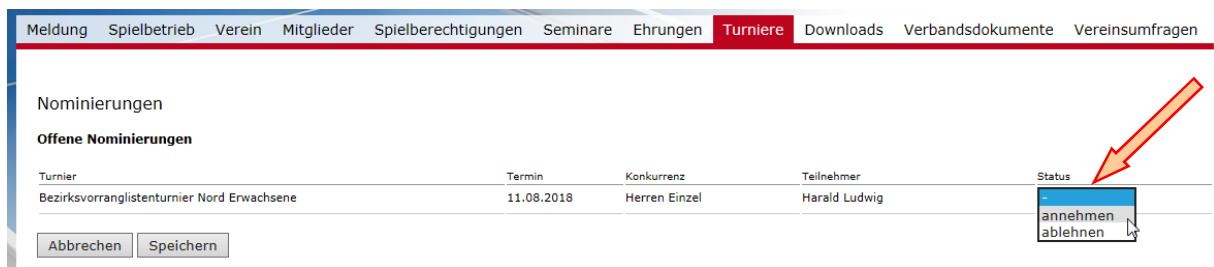 Meldung Spielbetrieb Verein Mitglieder Spielberechtigungen Seminare Ehrungen Turniere Downloads Verbandsdokumente Vereinsumfragen
Nominierungen
Offene Nominierungen
Turnier Termin Konkurrenz Teilnehmer Status
Bezirksvorranglistenturnier Nord Erwachsene 11.08.2018 Herren Einzel Harald Ludwig -
annehmen
ablehnen
Abbrechen Speichern